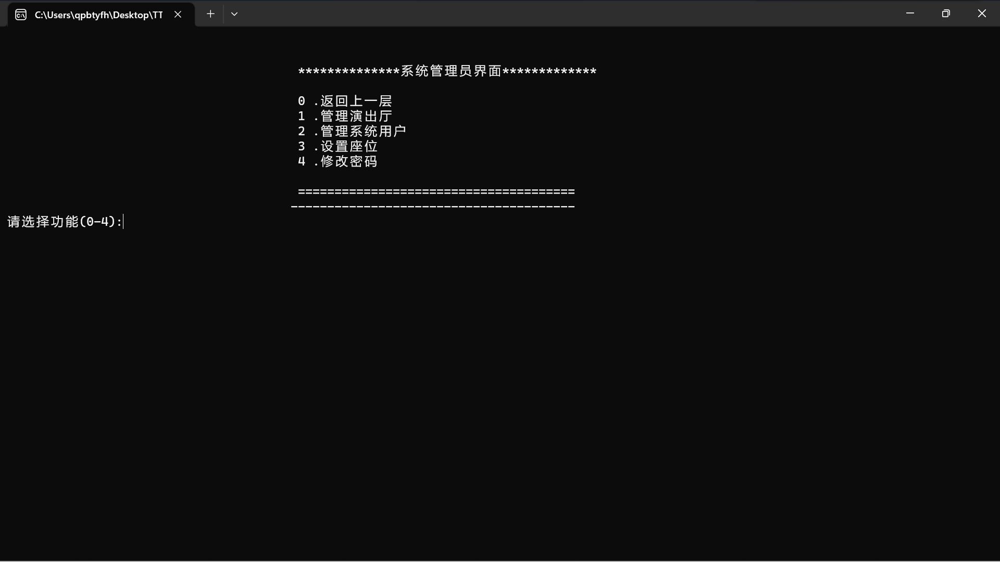 C:\Users\qpbtyfh\Desktop\TT
**************系统管理员界面*************
0 .返回上一层
1 .管理演出厅
2 .管理系统用户
3 .设置座位
4 .修改密码
======================================
---------------------------------------
请选择功能(0-4):